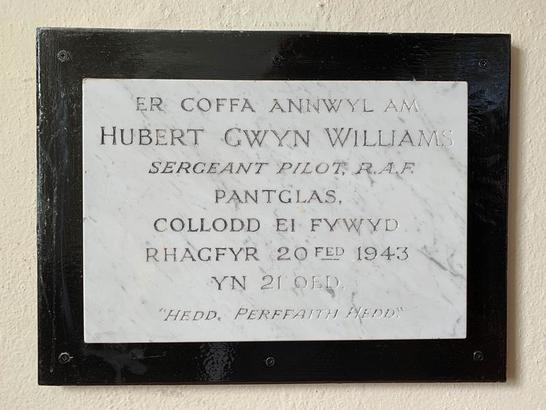 ER COFFA ANNWYL AM
HUBERT GWYN WILLIAMS
SERGEANT PILOT, R.A.F.
PANTGLAS,
COLLODD EI FYWYD
RHAGFYR 20FED 1943
YN 21 OED.
"HEDD, PERFFAITH HEDD"